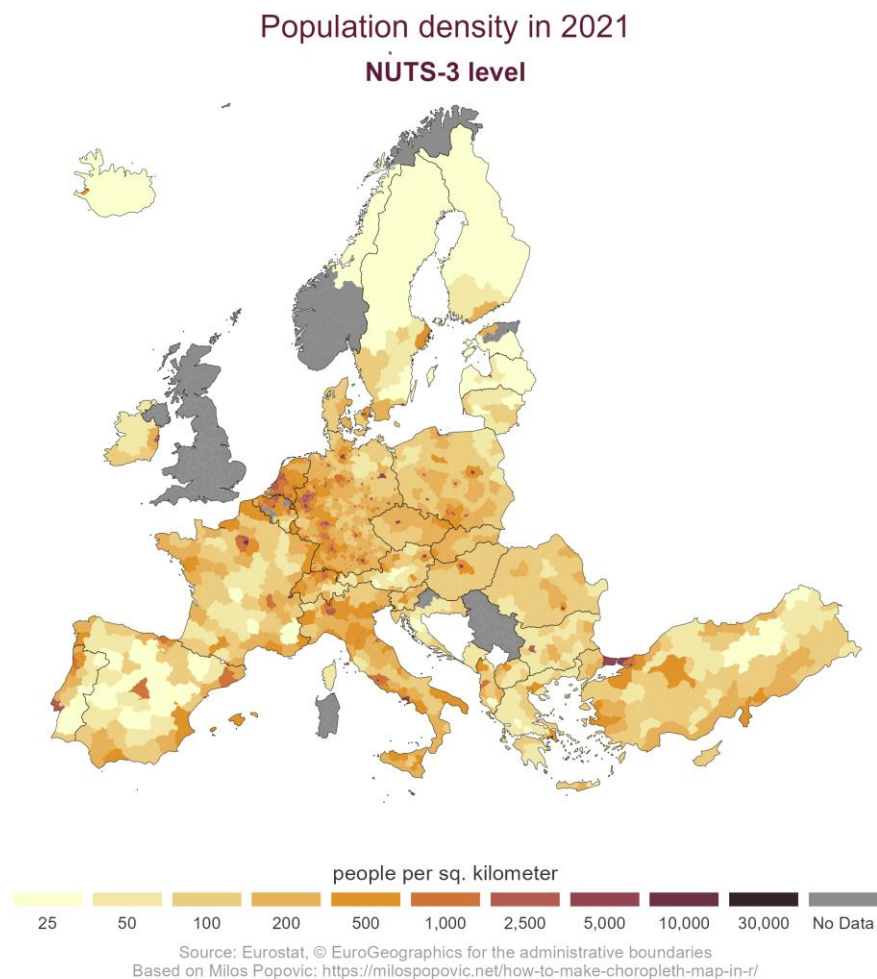 Population density in 2021
NUTS-3 level
people per sq. kilometer
25 50 100 200 500 1,000 2,500 5,000 10,000 30,000 No Data
Source: Eurostat, © EuroGeographics for the administrative boundaries
Based on Milos Popovic: https://milospopovic.net/how-to-make-choropleth-map-in-r/